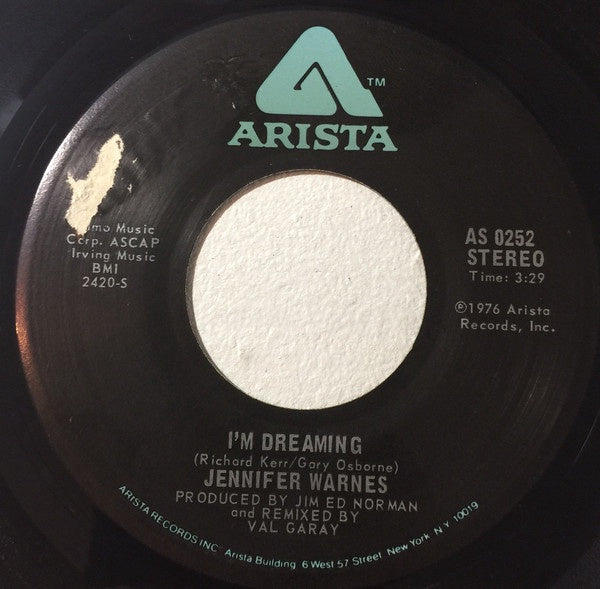 TM
ARISTA
Music
Corp. ASCAP
Irving Music
BMI
2420-S
AS 0252
STEREO
Time: 3:29
℗1976 Arista
Records, Inc.
I'M DREAMING
(Richard Kerr/Gary Osborne)
JENNIFER WARNES
PRODUCED BY JIM ED NORMAN
and REMIXED BY
VAL GARAY
ARISTA RECORDS INC Arista Building 6 West 57 Street New York NY 10019